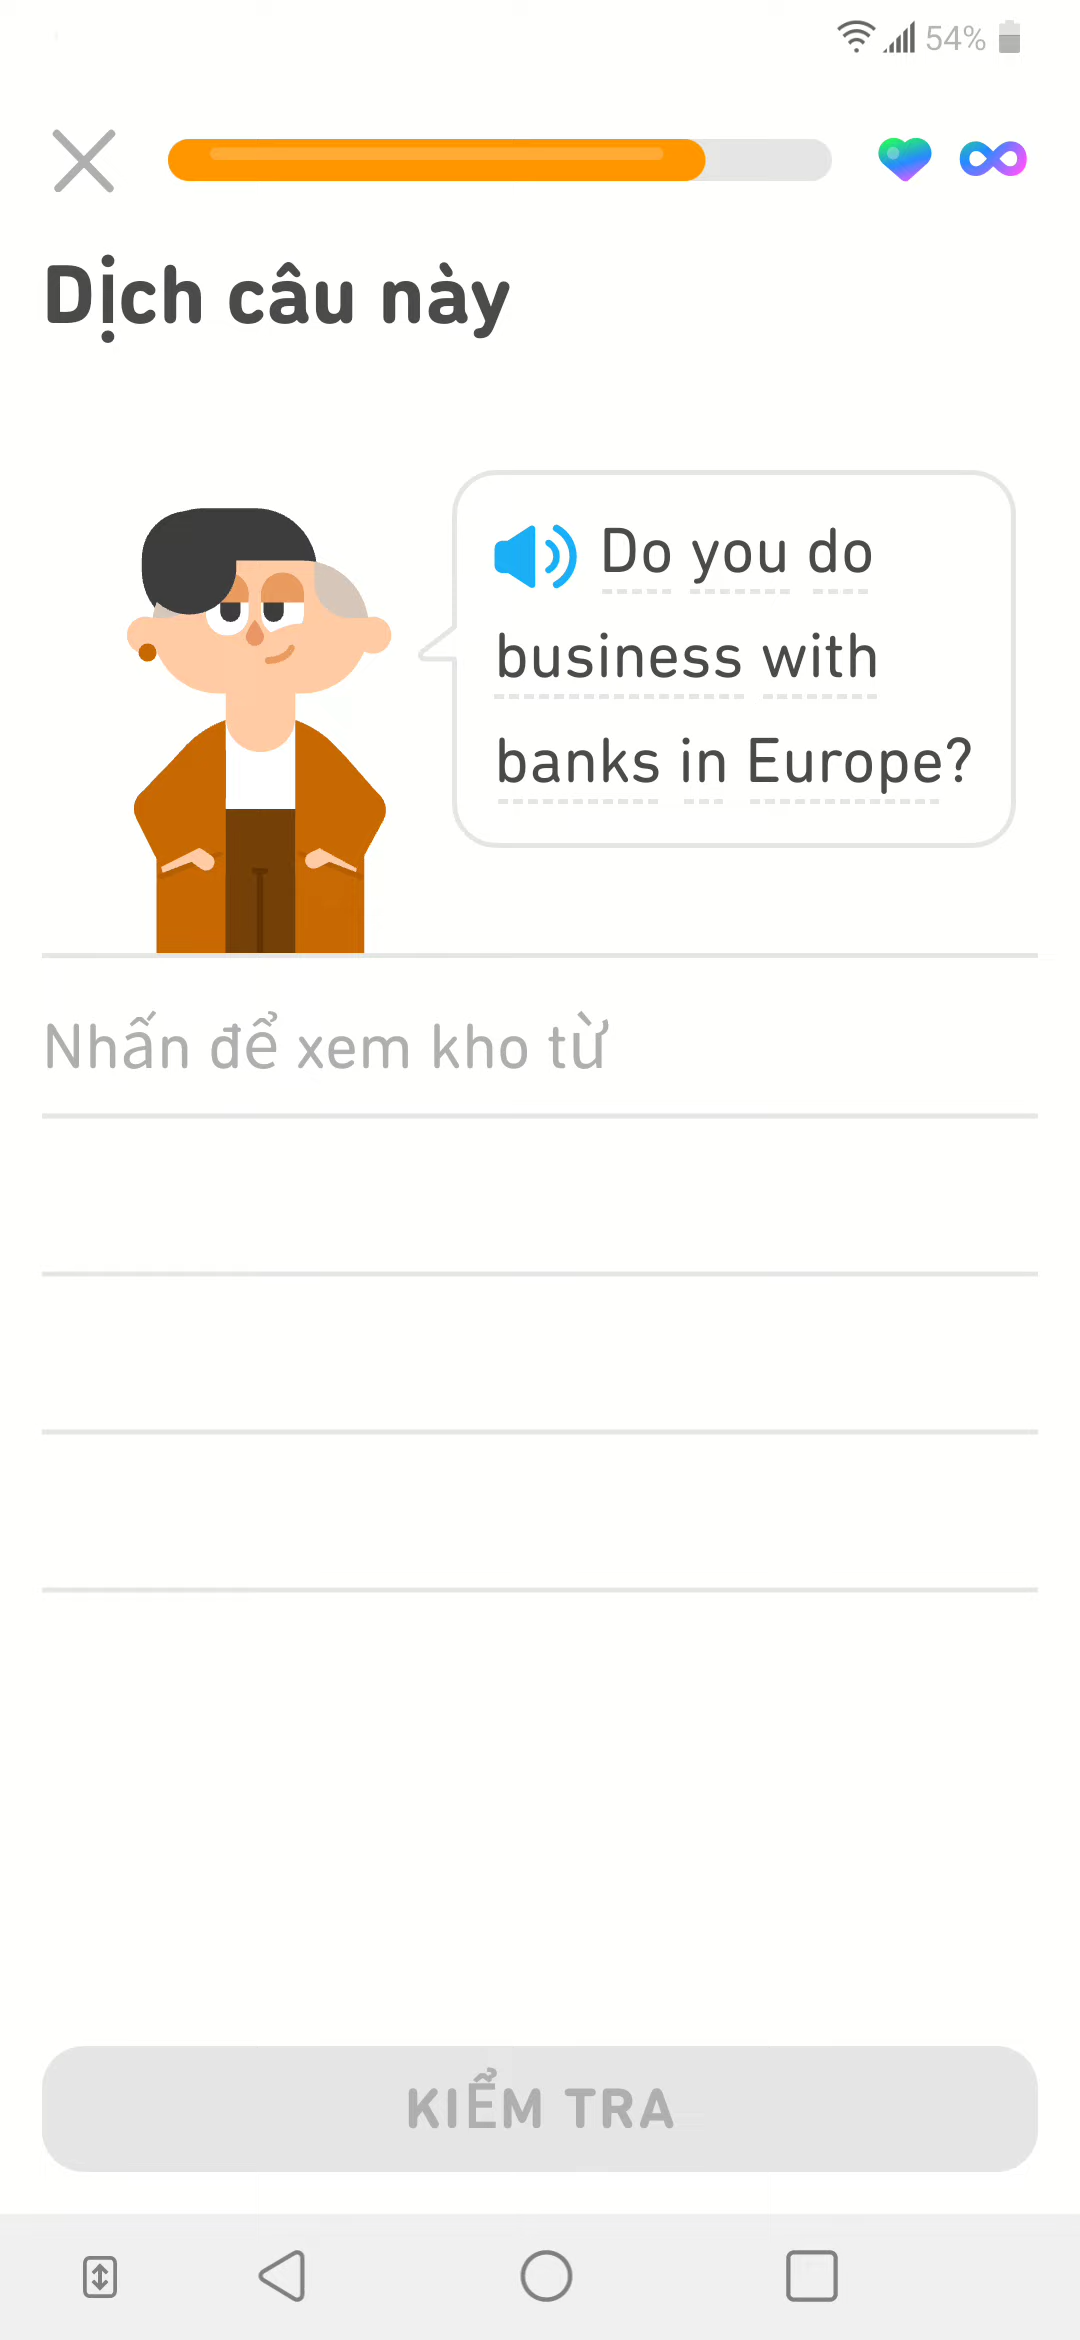 54%
Dịch câu này
Do you do
business with
banks in Europe?
Nhấn để xem kho từ
KIỂM TRA